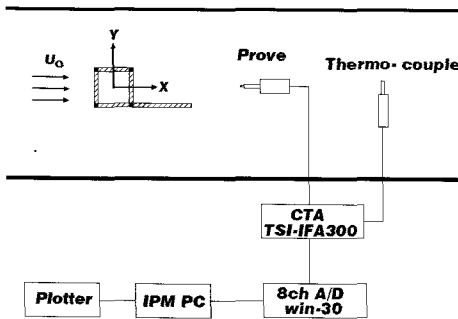 Y
U₀
X
Prove
Thermo-couple
CTA
TSI-IFA300
8ch A/D
win-30
IPM PC
Plotter